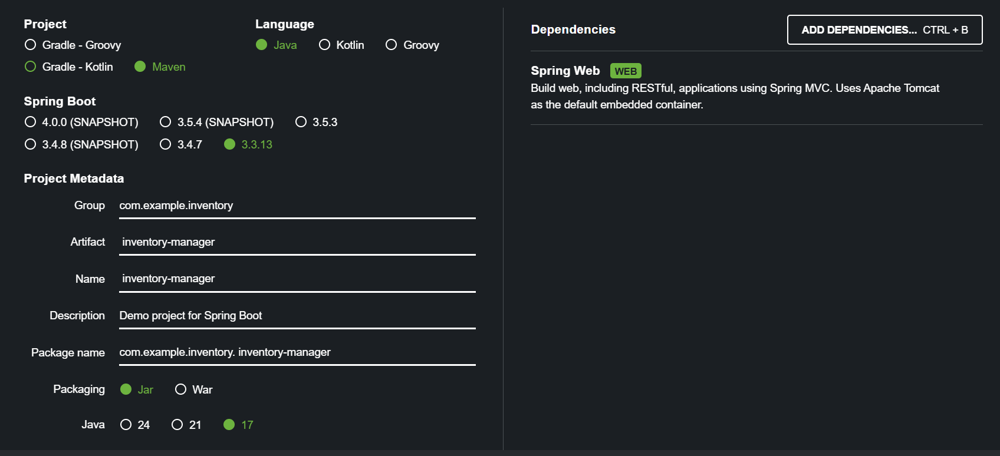 Project
Gradle - Groovy
Gradle - Kotlin Maven
Language
Java Kotlin Groovy
Spring Boot
4.0.0 (SNAPSHOT) 3.5.4 (SNAPSHOT) 3.5.3
3.4.8 (SNAPSHOT) 3.4.7 3.3.13
Project Metadata
Group com.example.inventory
Artifact inventory-manager
Name inventory-manager
Description Demo project for Spring Boot
Package name com.example.inventory. inventory-manager
Packaging Jar War
Java 24 21 17
Dependencies
ADD DEPENDENCIES... CTRL + B
Spring Web WEB
Build web, including RESTful, applications using Spring MVC. Uses Apache Tomcat
as the default embedded container.